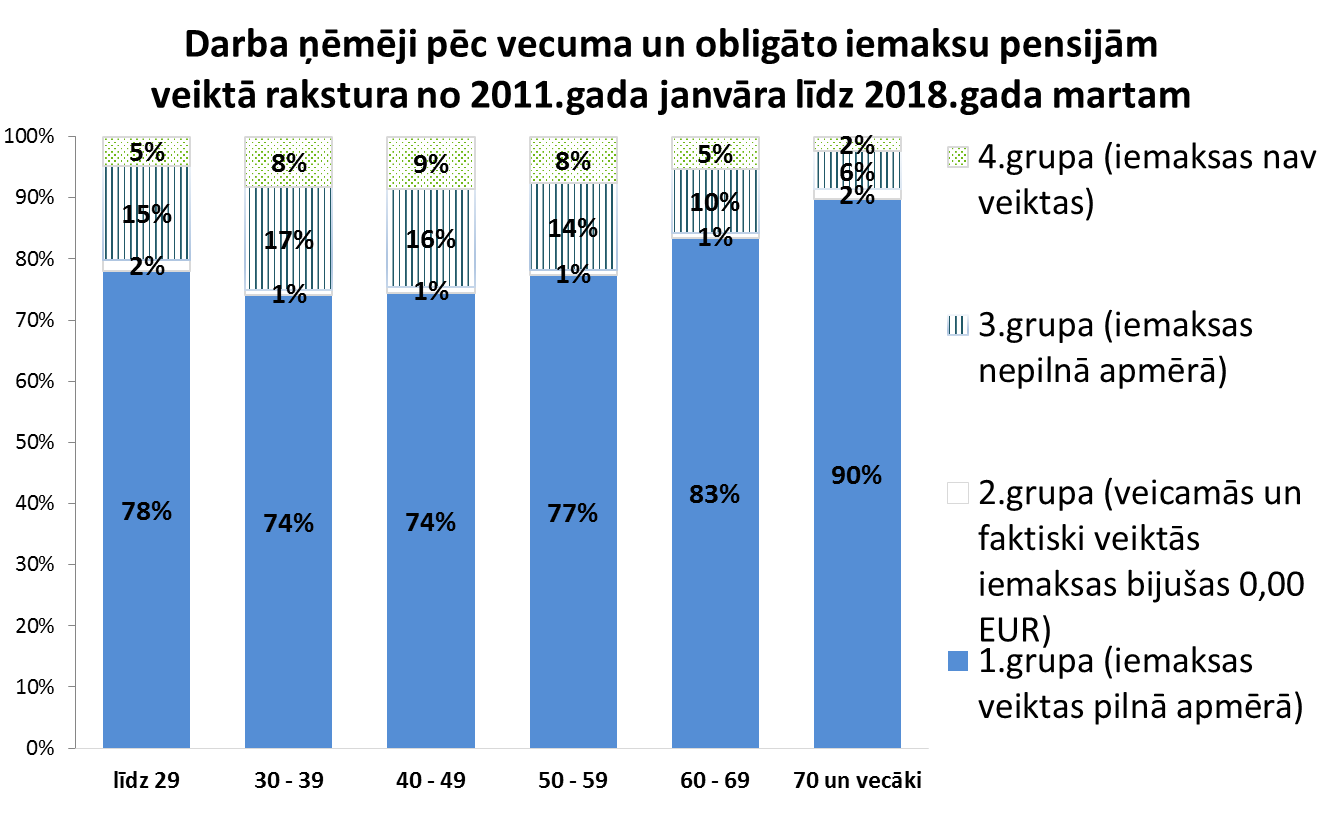 Darba ņēmēji pēc vecuma un obligāto iemaksu pensijām
veiktā rakstura no 2011.gada janvāra līdz 2018.gada martam
100%
90%
80%
70%
60%
50%
40%
30%
20%
10%
0%
5%
15%
2%
78%
8%
17%
1%
74%
9%
16%
1%
74%
8%
14%
1%
77%
5%
10%
1%
83%
2%
6%
2%
90%
līdz 29
30 - 39
40 - 49
50 - 59
60 - 69
70 un vecāki
4.grupa (iemaksas nav
veiktas)
3.grupa (iemaksas
nepilnā apmērā)
2.grupa (veicamās un
faktiski veiktās
iemaksas bijušas 0,00
EUR)
1.grupa (iemaksas
veiktas pilnā apmērā)